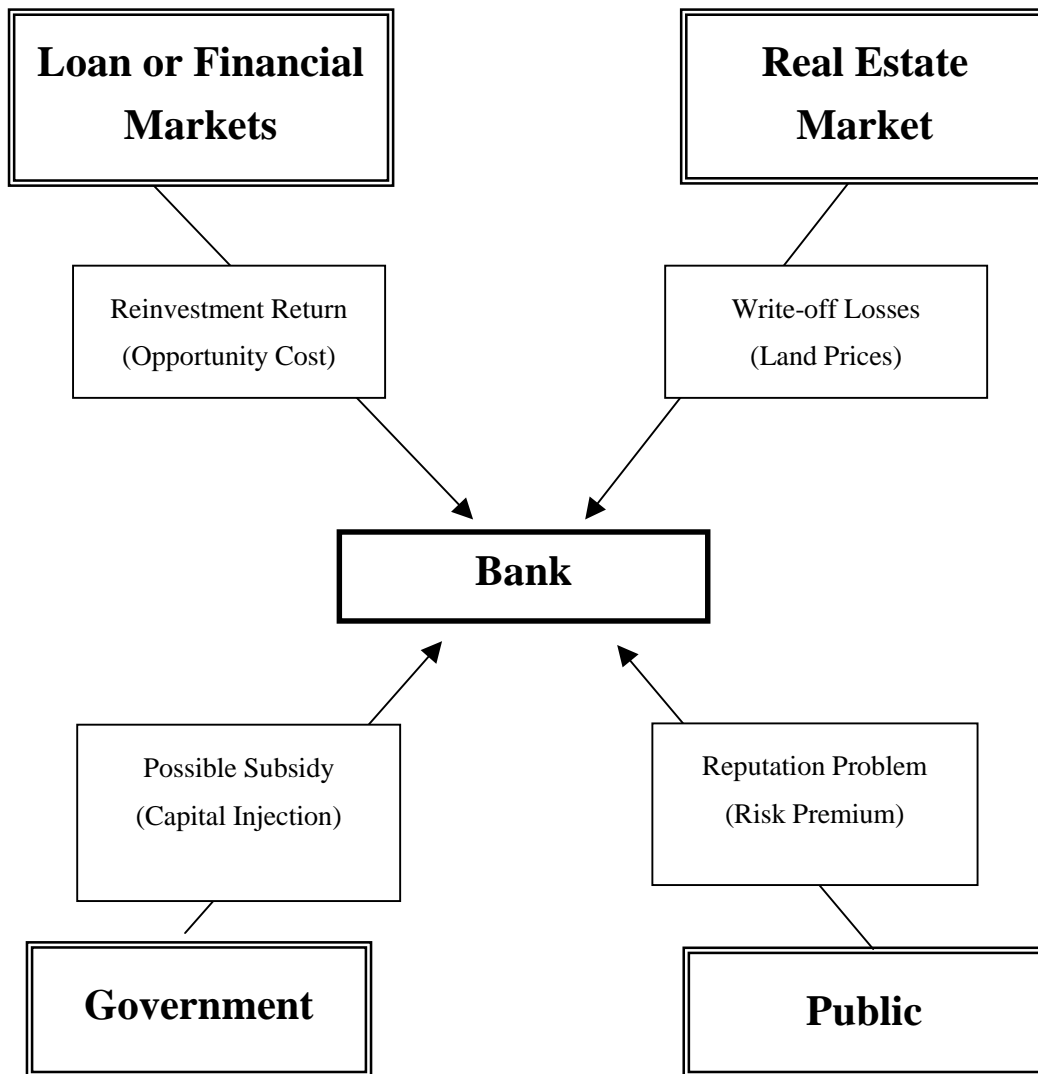 Loan or Financial
Markets
Real Estate
Market
Reinvestment Return
(Opportunity Cost)
Write-off Losses
(Land Prices)
Bank
Possible Subsidy
(Capital Injection)
Reputation Problem
(Risk Premium)
Government
Public